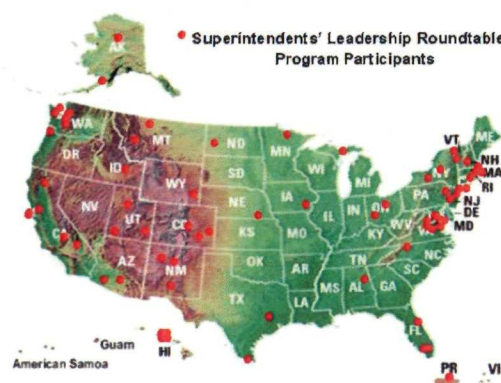 Superintendents' Leadership Roundtable
Program Participants
AK
WA
MT
ND
MN
VT
ME
NH
MA
RI
NJ
DE
MD
OR
ID
WY
SD
WI
MI
NY
PA
NV
UT
CO
NE
IA
IL
IN
OH
WV
KS
MO
KY
CA
AZ
NM
OK
AR
TN
NC
SC
TX
LA
MS
AL
GA
FL
HI
Guam
American Samoa
PR
VI